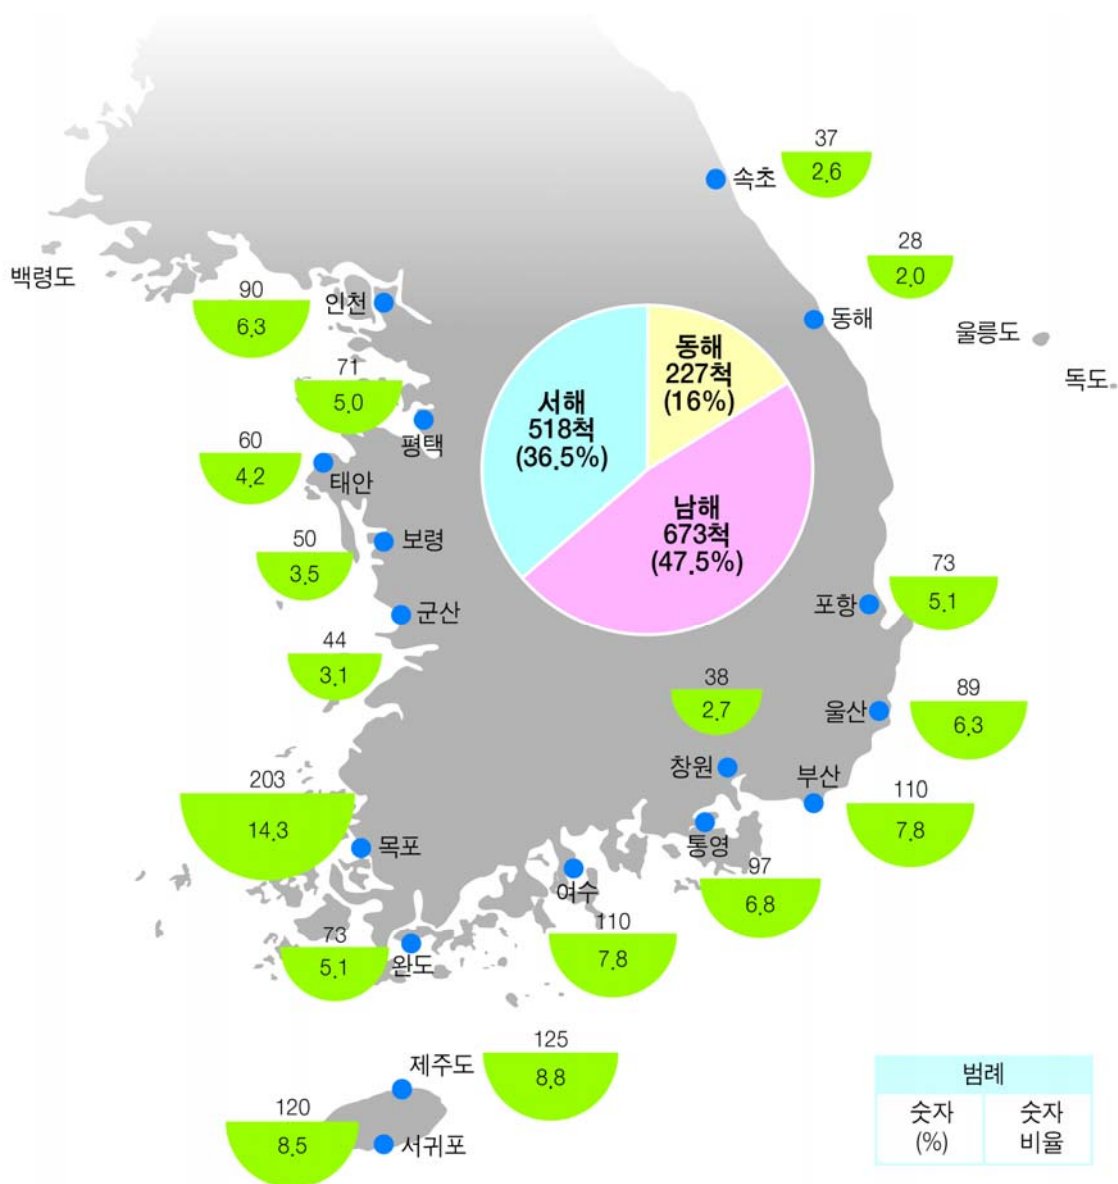 37
2.6
속초
28
2.0
동해
울릉도
독도
백령도
90
6.3
인천
71
5.0
평택
60
4.2
태안
50
3.5
보령
44
3.1
군산
동해
227척
(16%)
서해
518척
(36.5%)
남해
673척
(47.5%)
73
5.1
포항
38
2.7
창원
89
6.3
울산
부산
110
7.8
203
14.3
목포
통영
97
6.8
여수
110
7.8
73
5.1
완도
제주도
125
8.8
120
8.5
서귀포
범례
숫자
(%)
숫자
비율